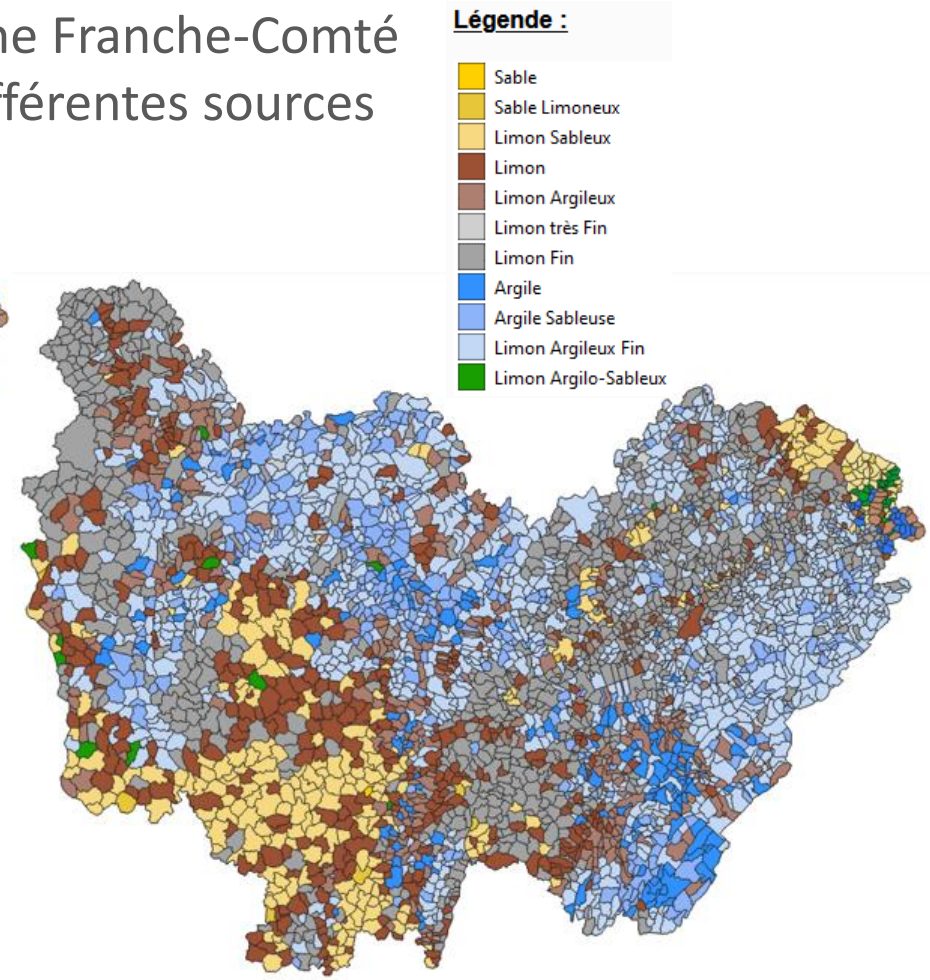 ne Franche-Comté
fférentes sources
Légende :
Sable
Sable Limoneux
Limon Sableux
Limon
Limon Argileux
Limon très Fin
Limon Fin
Argile
Argile Sableuse
Limon Argileux Fin
Limon Argilo-Sableux